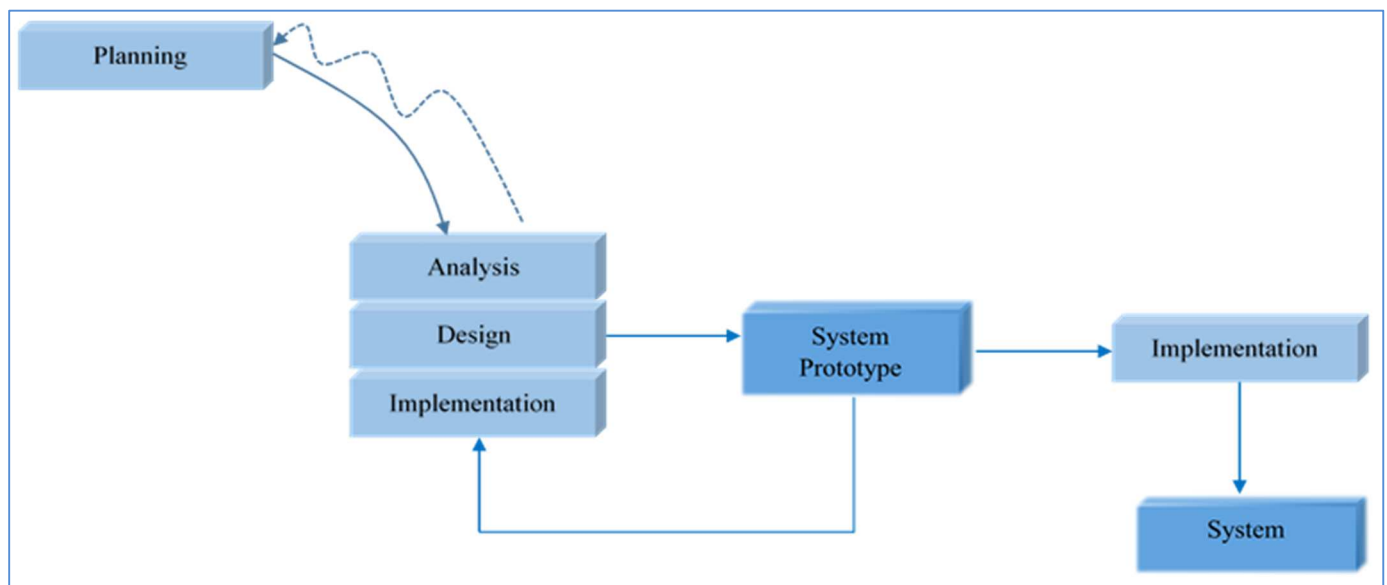 Planning
Analysis
Design
Implementation
System
Prototype
Implementation
System